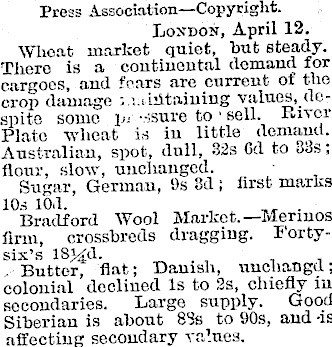 Press Association—Copyright.
LONDON, April 12.
Wheat market quiet, but steady.
There is a continental demand for
cargoes, and fears are current of the
crop damage maintaining values, de-
spite some pressure to sell. River
Plate wheat is in little demand.
Australian, spot, dull, 32s 6d to 33s;
flour, slow, unchanged.
Sugar, German, 9s 3d; first marks
10s 10d.
Bradford Wool Market.—Merinos
firm, crossbreds dragging. Forty-
six's 18¼d.
Butter, flat; Danish, unchangd;
colonial declined 1s to 2s, chiefly in
secondaries. Large supply. Good
Siberian is about to 90s, and is
affecting secondary values.